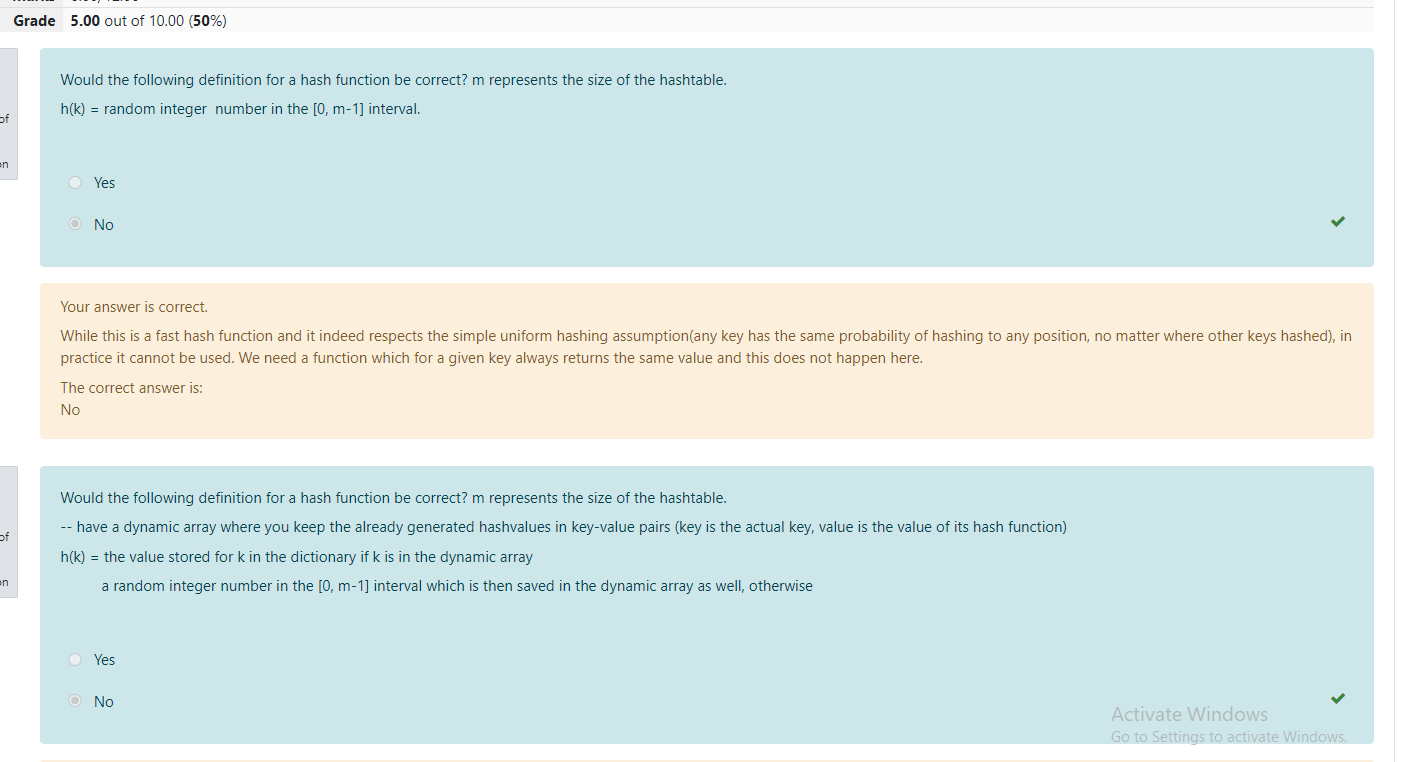 Grade 5.00 out of 10.00 (50%)
Would the following definition for a hash function be correct? m represents the size of the hashtable.
of
h(k) = random integer number in the [0, m-1] interval.
on
Yes
No
Your answer is correct.
While this is a fast hash function and it indeed respects the simple uniform hashing assumption(any key has the same probability of hashing to any position, no matter where other keys hashed), in
practice it cannot be used. We need a function which for a given key always returns the same value and this does not happen here.
The correct answer is:
No
Would the following definition for a hash function be correct? m represents the size of the hashtable.
-- have a dynamic array where you keep the already generated hashvalues in key-value pairs (key is the actual key, value is the value of its hash function)
of
h(k) = the value stored for k in the dictionary if k is in the dynamic array
on
a random integer number in the [0, m-1] interval which is then saved in the dynamic array as well, otherwise
Yes
No
Activate Windows
Go to Settings to activate Windows.